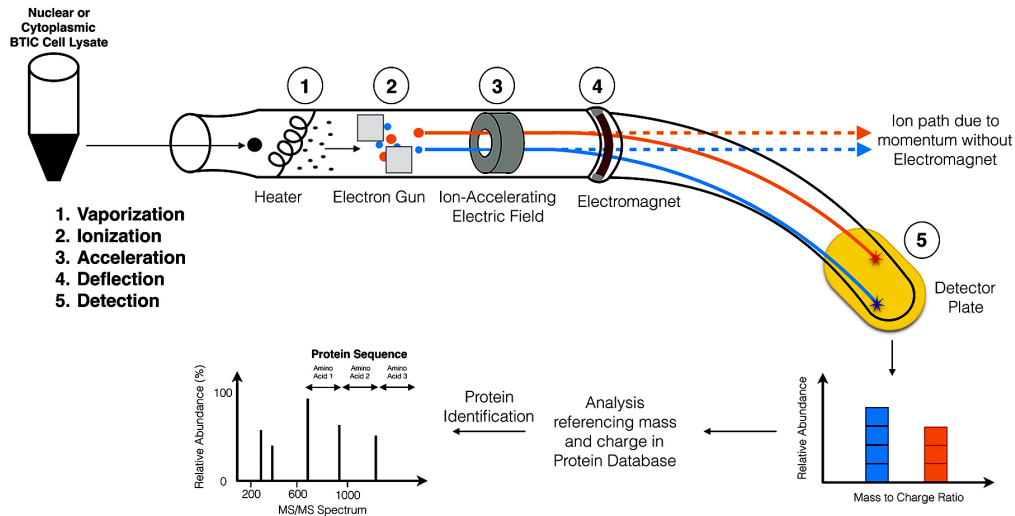 Nuclear or
Cytoplasmic
BTIC Cell Lysate
1
2
3
4
Heater
Electron Gun
Ion-Accelerating
Electric Field
Electromagnet
Ion path due to
momentum without
Electromagnet
1. Vaporization
2. Ionization
3. Acceleration
4. Deflection
5. Detection
5
Detector
Plate
Protein Sequence
Amino
Acid 1
Amino
Acid 2
Amino
Acid 3
Relative Abundance (%)
100
0
200
600
1000
MS/MS Spectrum
Protein
Identification
Analysis
referencing mass
and charge in
Protein Database
Relative Abundance
Mass to Charge Ratio